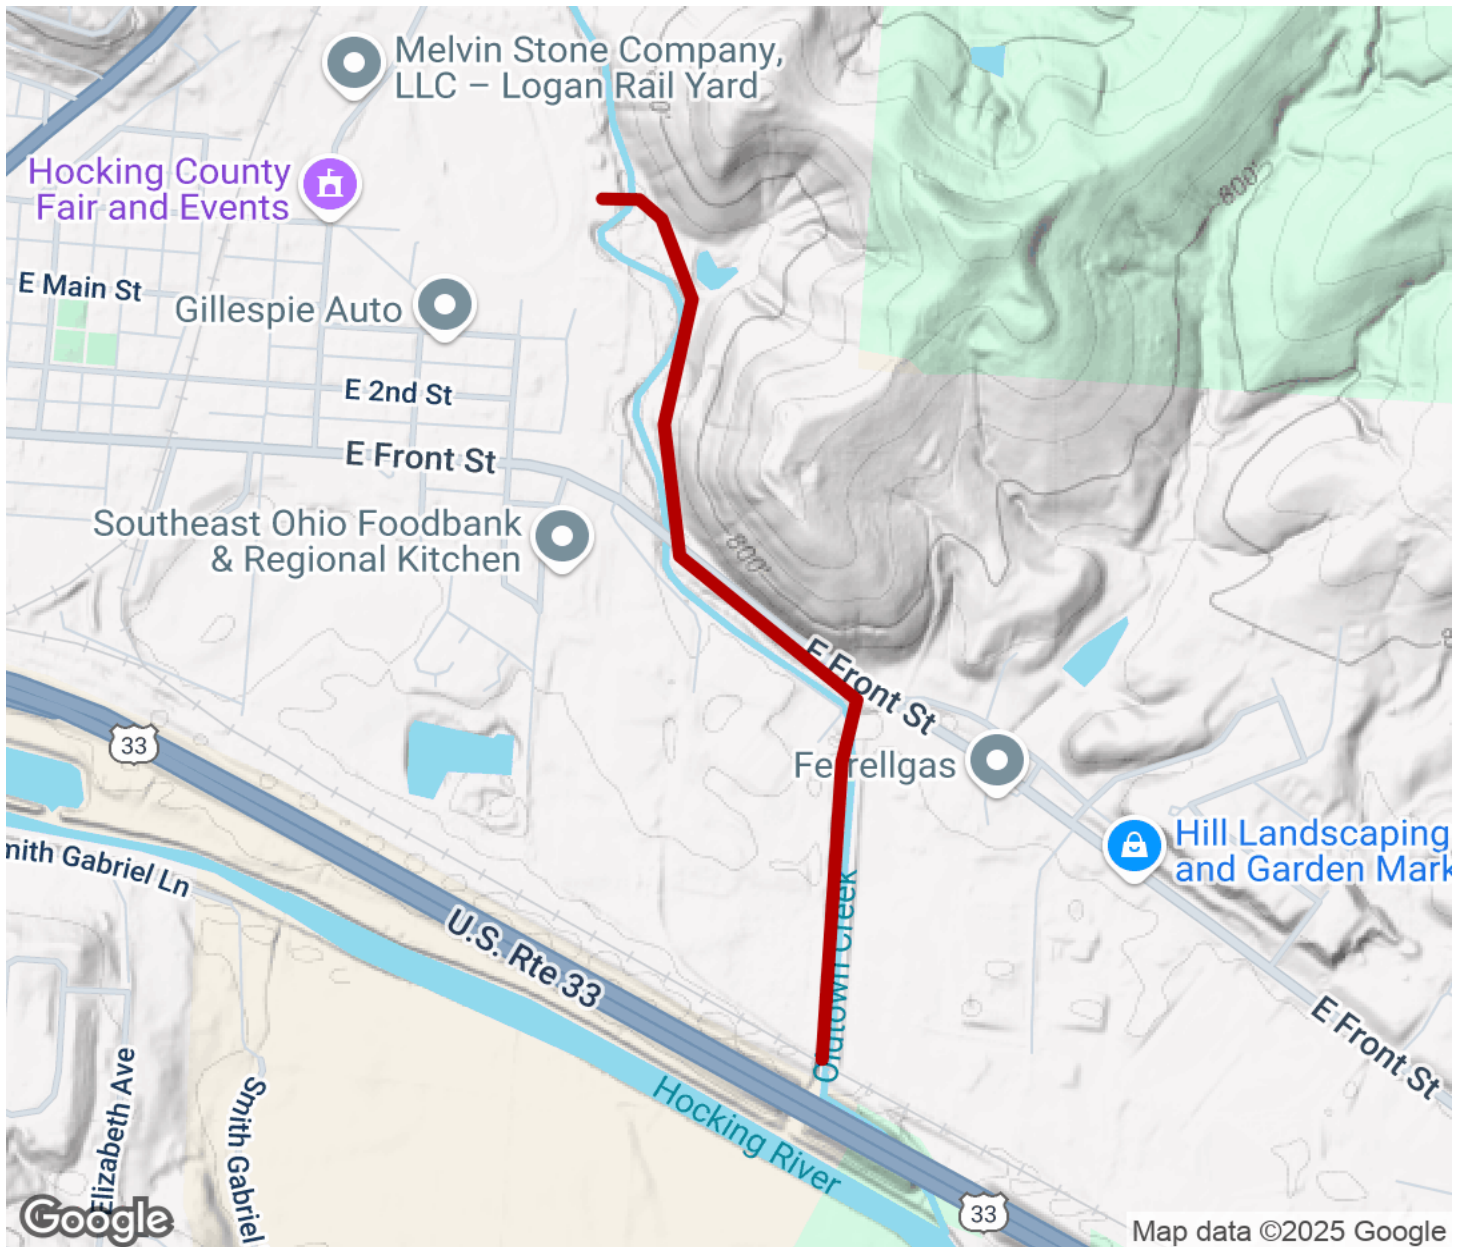 Melvin Stone Company,
LLC – Logan Rail Yard
Hocking County
Fair and Events
800'
E Main St
Gillespie Auto
E 2nd St
E Front St
Southeast Ohio Foodbank
& Regional Kitchen
800'
E Front St
33
Ferrellgas
Hill Landscaping
and Garden Mark
mith Gabriel Ln
U.S. Rte 33
Oldtown Creek
E Front St
Elizabeth Ave
Smith Gabriel
Hocking River
33
Google
Map data ©2025 Google